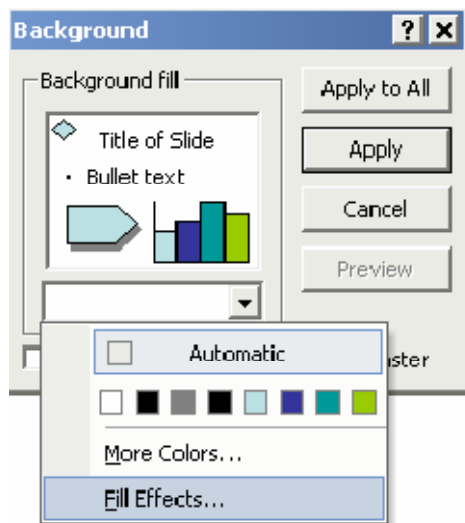 Background
Background fill
Title of Slide
• Bullet text
Apply to All
Apply
Cancel
Preview
Automatic
More Colors...
Fill Effects...